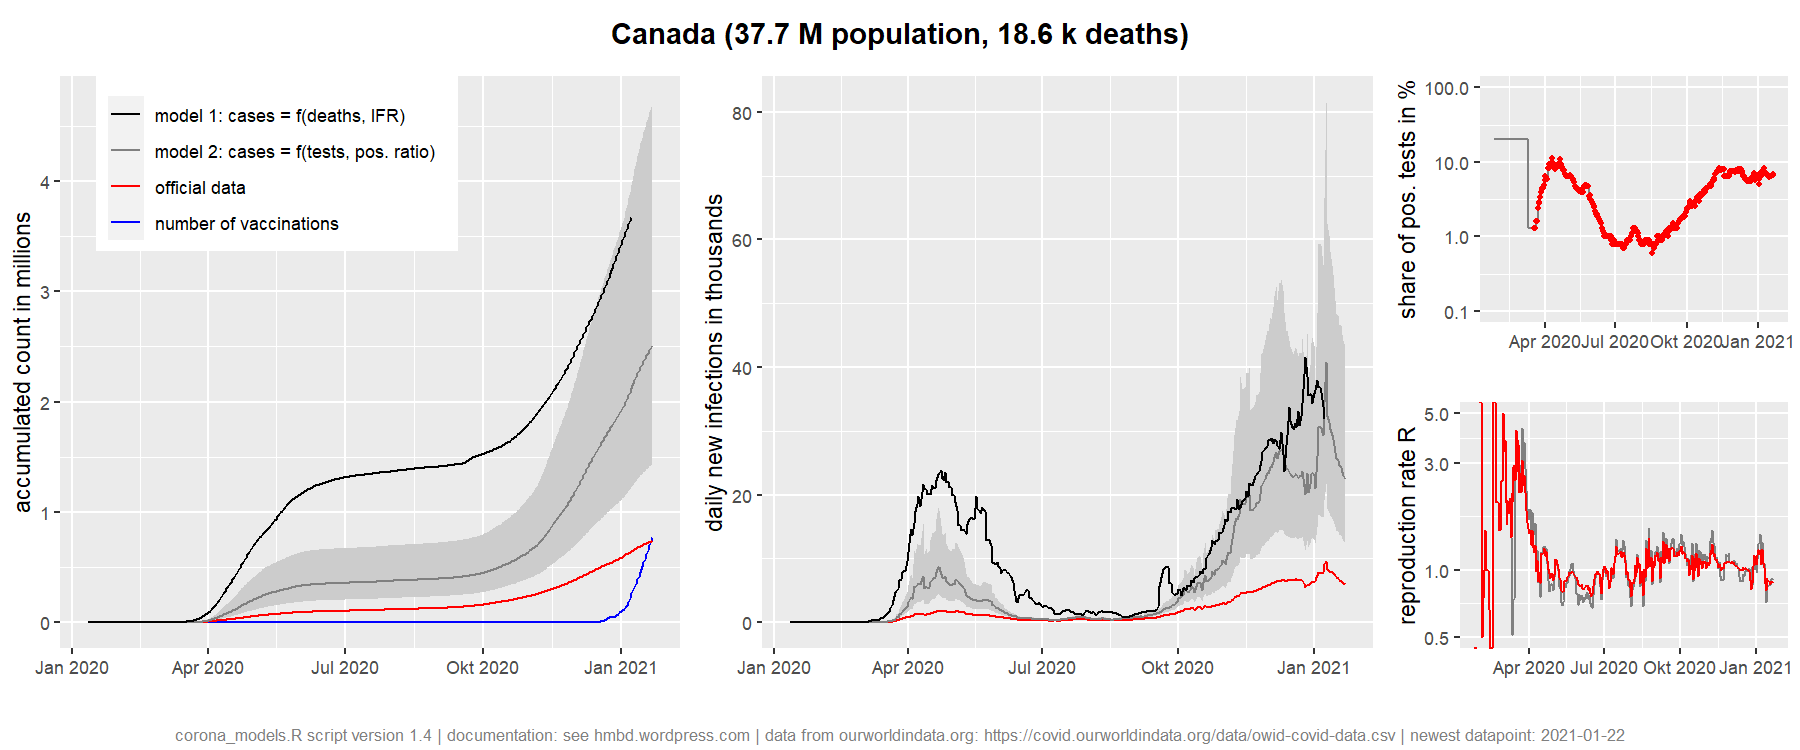 Canada (37.7 M population, 18.6 k deaths)
accumulated count in millions
4
3
2
1
0
model 1: cases = f(deaths, IFR)
model 2: cases = f(tests, pos. ratio)
official data
number of vaccinations
Jan 2020 Apr 2020 Jul 2020 Okt 2020 Jan 2021
daily new infections in thousands
80
60
40
20
0
Jan 2020 Apr 2020 Jul 2020 Okt 2020 Jan 2021
share of pos. tests in %
100.0
10.0
1.0
0.1
Apr 2020 Jul 2020 Okt 2020 Jan 2021
reproduction rate R
5.0
3.0
1.0
0.5
Apr 2020 Jul 2020 Okt 2020 Jan 2021
corona_models.R script version 1.4 | documentation: see hmbd.wordpress.com | data from ourworldindata.org: https://covid.ourworldindata.org/data/owid-covid-data.csv | newest datapoint: 2021-01-22